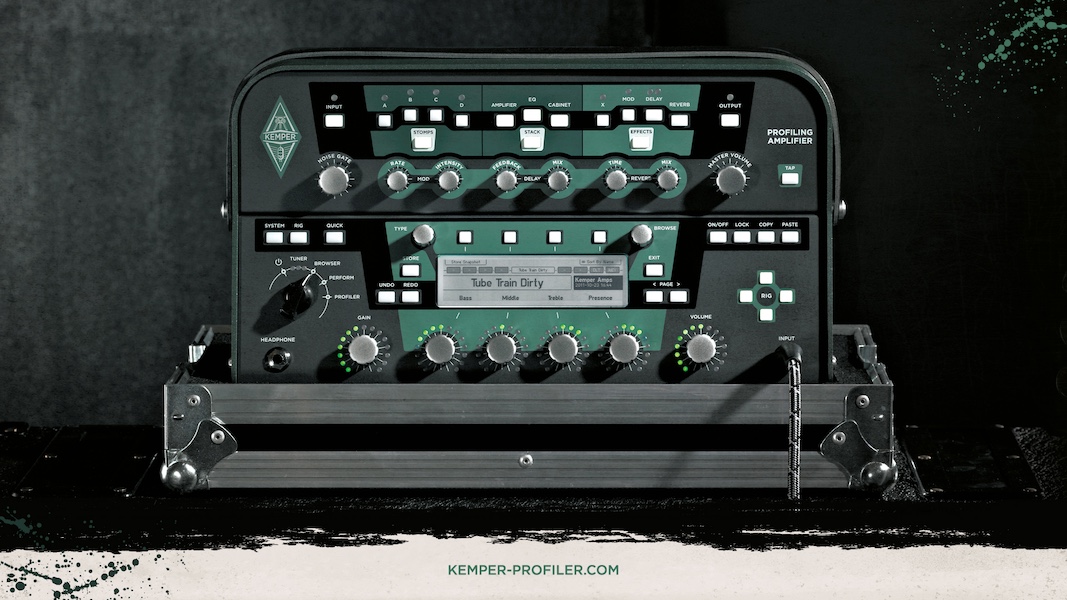 INPUT
A
B
C
D
AMPLIFIER
EQ
CABINET
X
MOD
DELAY
REVERB
OUTPUT
KEMPER
STOMPS
STACK
EFFECTS
PROFILING
AMPLIFIER
NOISE GATE
RATE
MOD
INTENSITY
FEEDBACK
DELAY
MIX
TIME
REVERB
MIX
MASTER VOLUME
TAP
SYSTEM
RIG
QUICK
TYPE
BROWSE
ON/OFF
LOCK
COPY
PASTE
TUNER
BROWSER
PERFORM
PROFILER
STORE
EXIT
UNDO
REDO
< PAGE >
Tube Train Dirty
Tube Train Dirty
Kemper Amps
Bass
Middle
Treble
Presence
RIG
GAIN
VOLUME
HEADPHONE
INPUT
KEMPER-PROFILER.COM